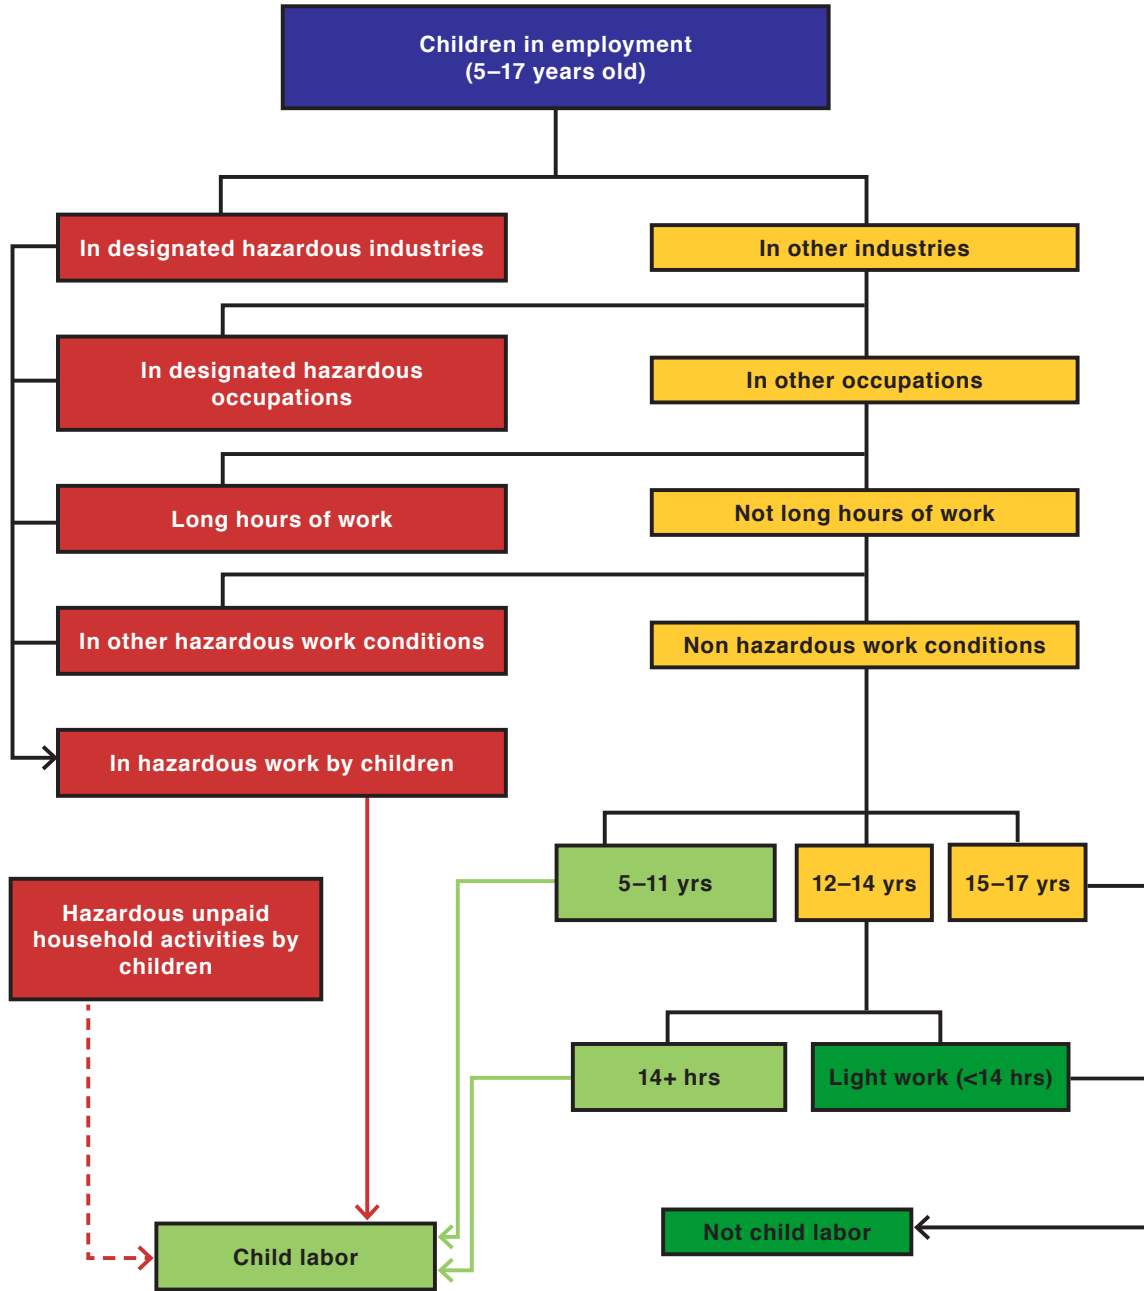 Children in employment
(5–17 years old)
In designated hazardous industries
In other industries
In designated hazardous
occupations
In other occupations
Long hours of work
Not long hours of work
In other hazardous work conditions
Non hazardous work conditions
In hazardous work by children
5–11 yrs
12–14 yrs
15–17 yrs
Hazardous unpaid
household activities by
children
14+ hrs
Light work (<14 hrs)
Child labor
Not child labor